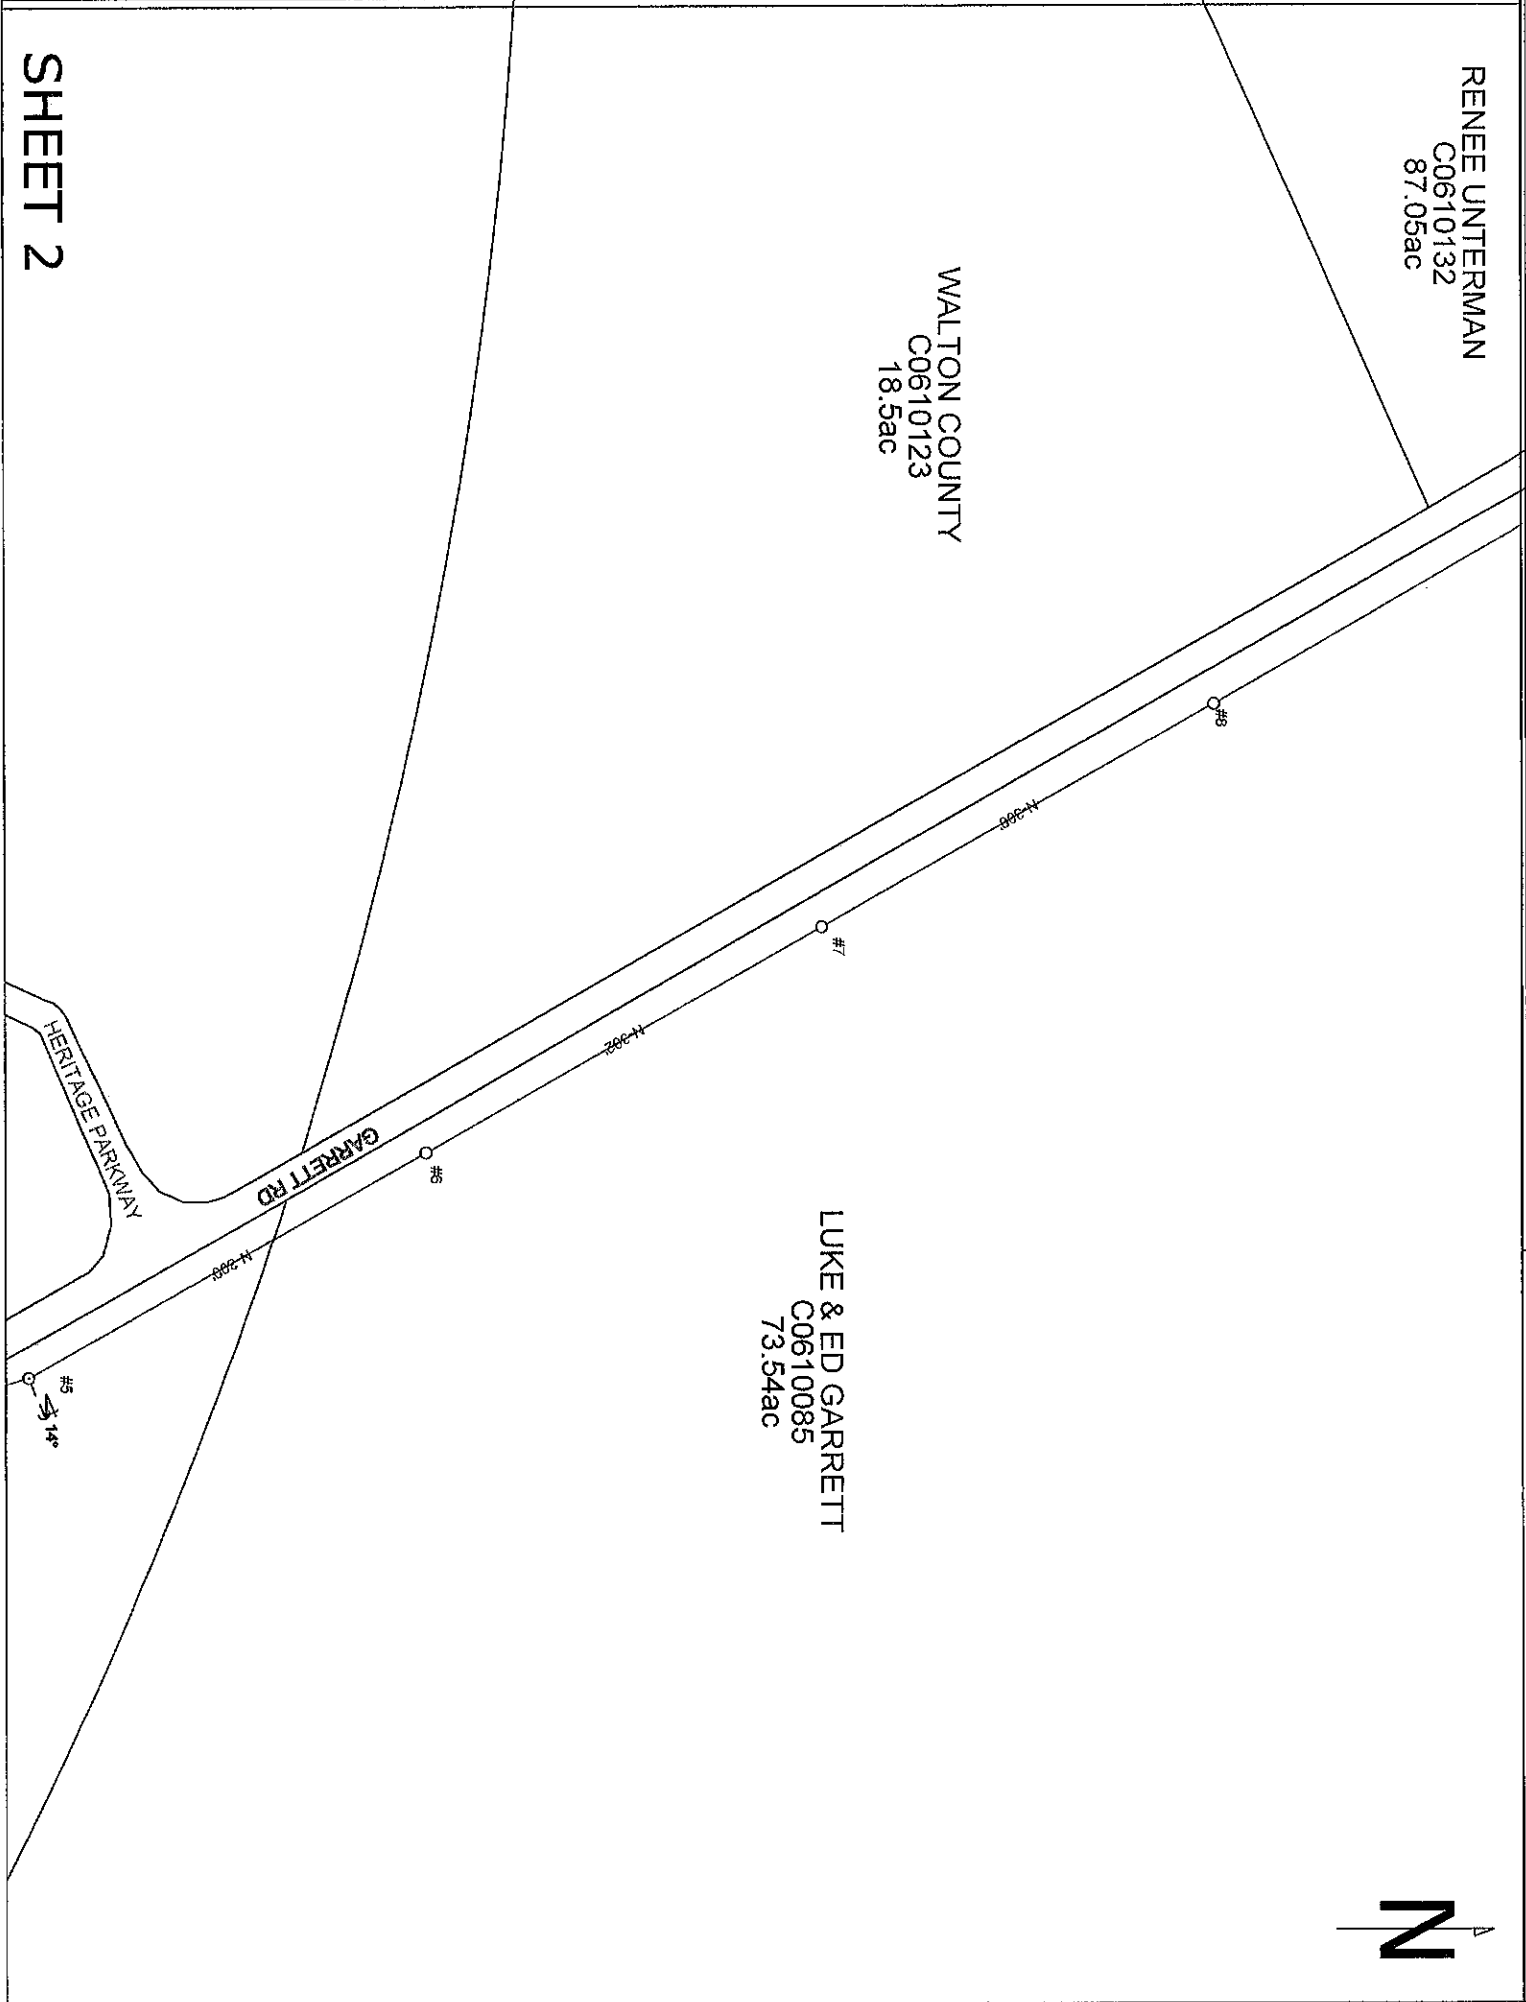 RENEE UNTERMAN
C0610132
87.05ac
WALTON COUNTY
C0610123
18.5ac
#8
#7
N 302'
#6
GARRETT RD
HERITAGE PARKWAY
#5
14°
LUKE & ED GARRETT
C0610085
73.54ac
SHEET 2
N